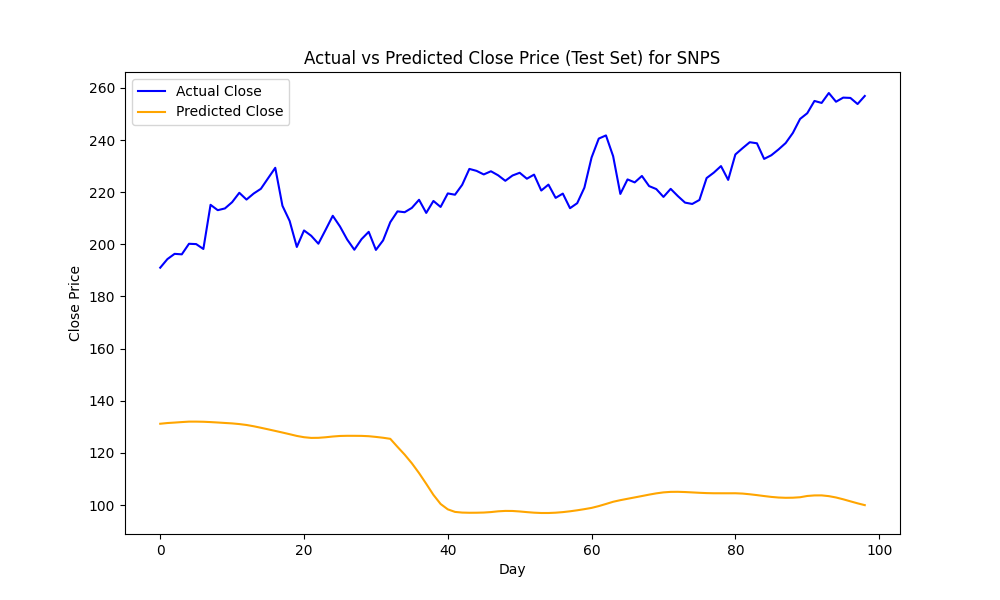 Actual vs Predicted Close Price (Test Set) for SNPS
Actual Close
Predicted Close
260
240
220
200
180
160
140
120
100
Close Price
0 20 40 60 80 100
Day